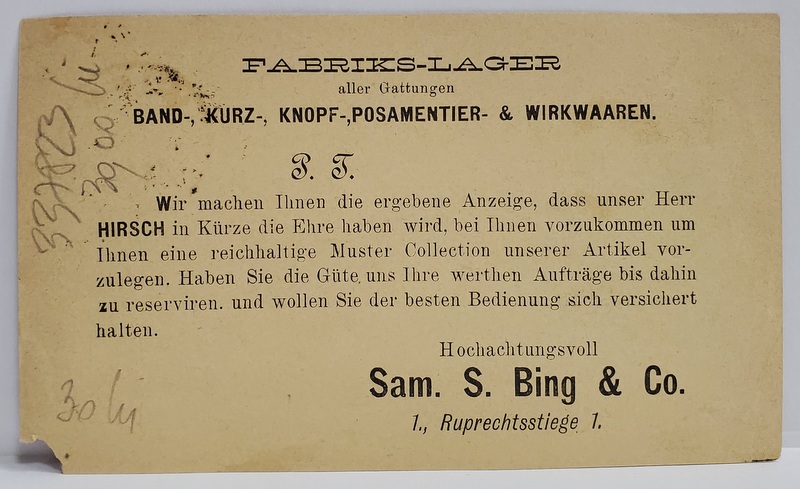 FABRIKS-LAGER
aller Gattungen
BAND-, KURZ-, KNOPF-, POSAMENTIER- & WIRKWAAREN.
P. T.
Wir machen Ihnen die ergebene Anzeige, dass unser Herr
HIRSCH in Kürze die Ehre haben wird, bei Ihnen vorzukommen um
Ihnen eine reichhaltige Muster Collection unserer Artikel vor-
zulegen. Haben Sie die Güte, uns Ihre werthen Aufträge bis dahin
zu reserviren. und wollen Sie der besten Bedienung sich versichert
halten.
Hochachtungsvoll
Sam. S. Bing & Co.
1., Ruprechtsstiege 1.
337823
30